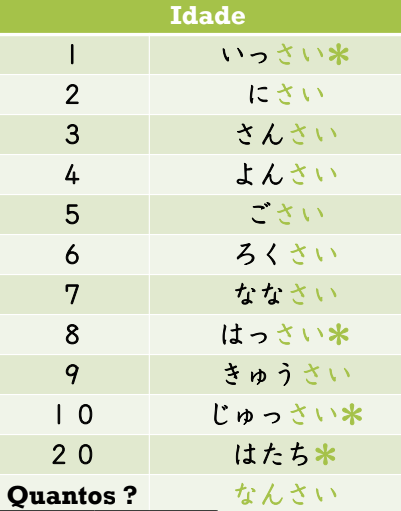 Idade
1 いっさい*
2 にさい
3 さんさい
4 よんさい
5 ごさい
6 ろくさい
7 ななさい
8 はっさい*
9 きゅうさい
10 じゅっさい*
20 はたち*
Quantos ? なんさい